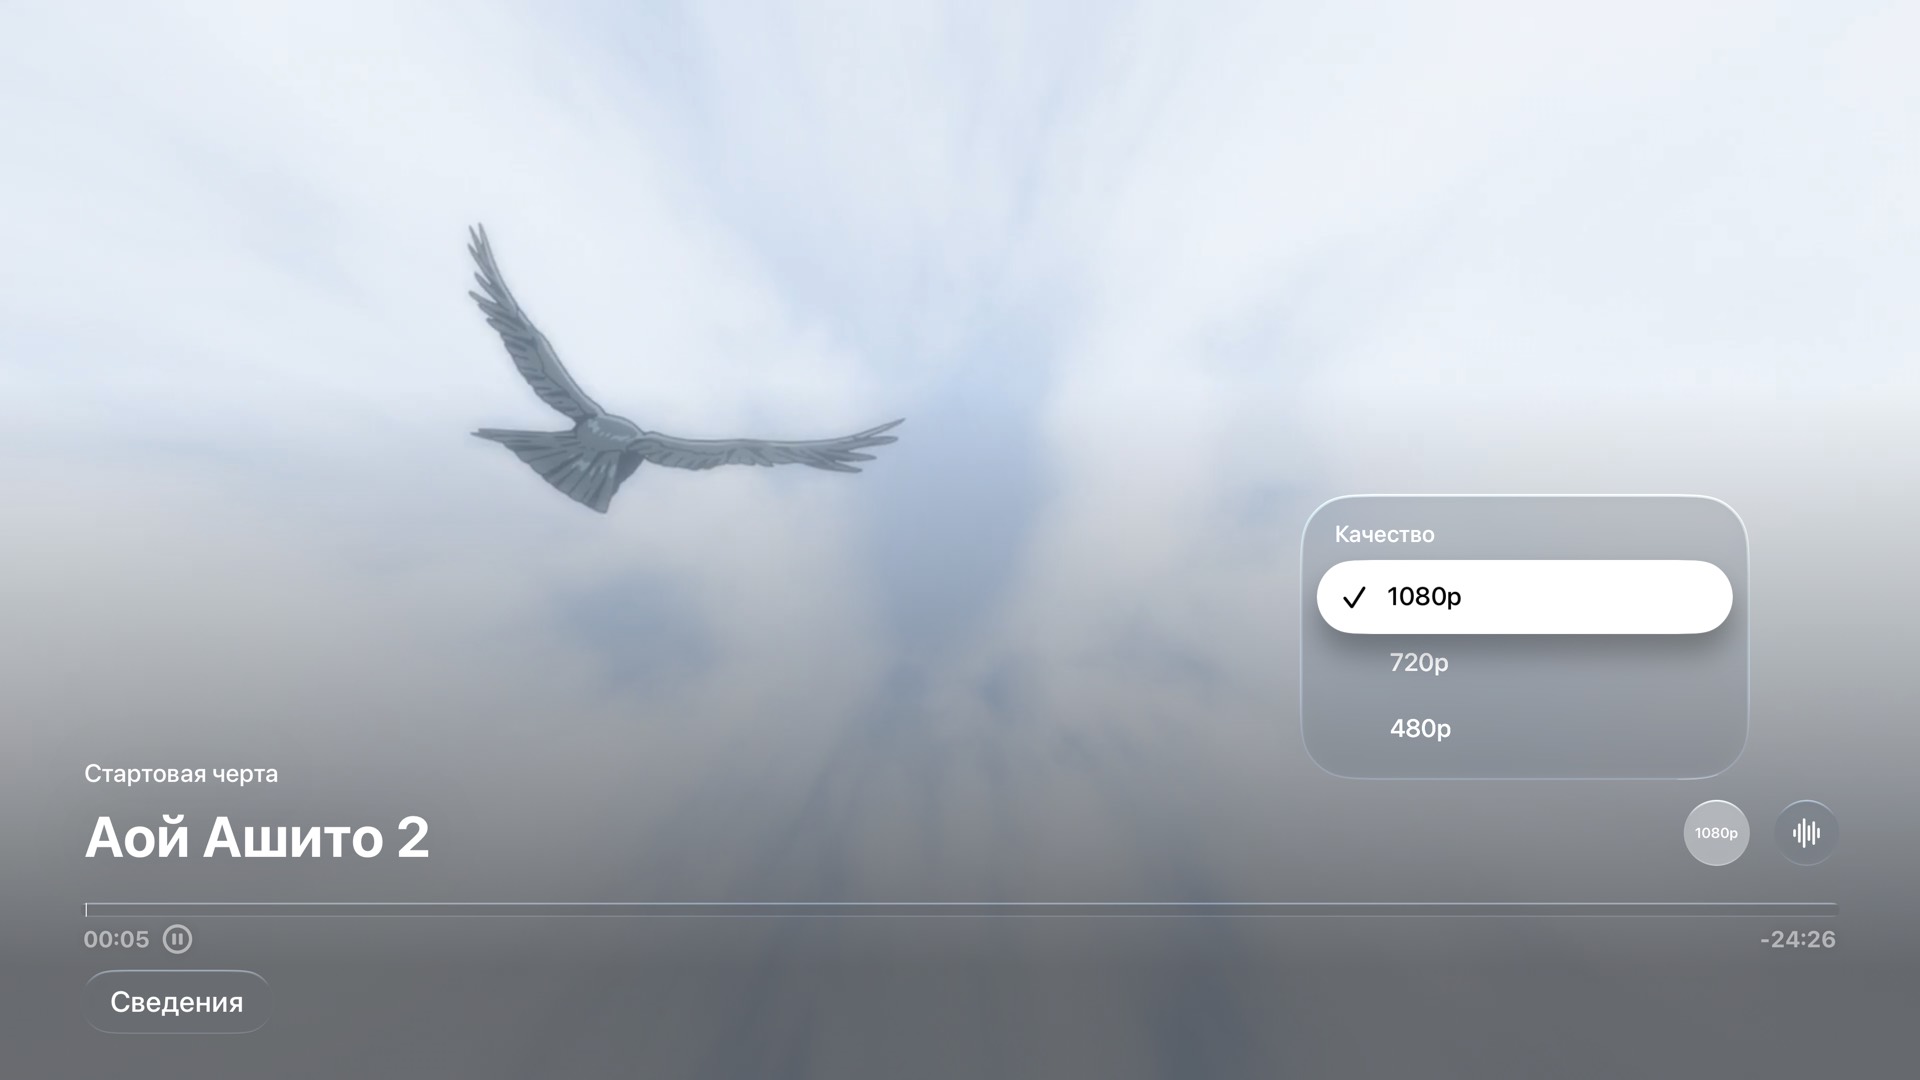 Качество
1080p
720p
480p
Стартовая черта
Аой Ашито 2
1080p
00:05
-24:26
Сведения